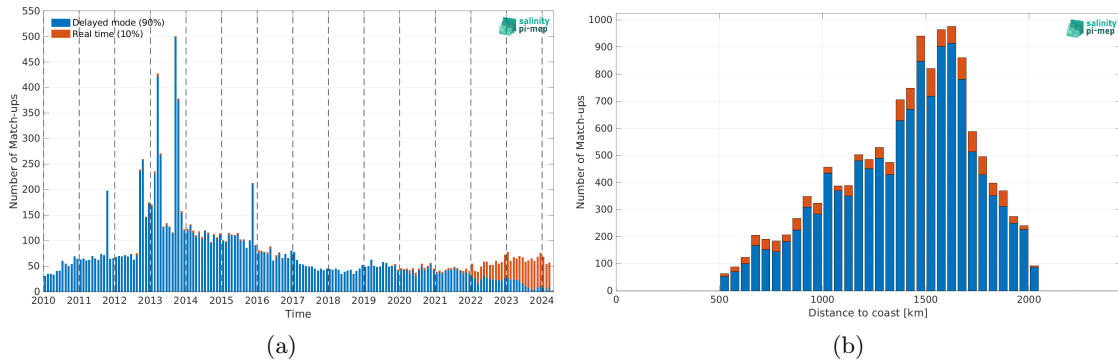 550
500
450
400
350
300
250
200
150
100
50
0
Number of Match-ups
Delayed mode (90%)
Real time (10%)
salinity
pi-mep
2010 2011 2012 2013 2014 2015 2016 2017 2018 2019 2020 2021 2022 2023 2024
Time
(a)
1000
900
800
700
600
500
400
300
200
100
0
Number of Match-ups
salinity
pi-mep
0 500 1000 1500 2000
Distance to coast [km]
(b)